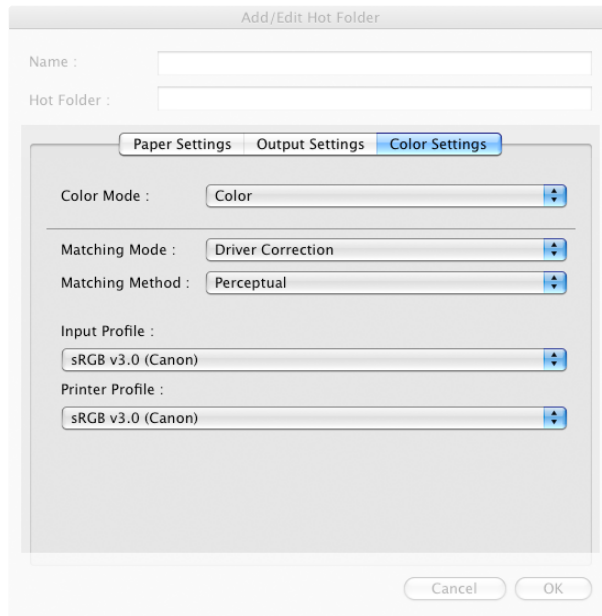 Add/Edit Hot Folder
Name :
Hot Folder :
Paper Settings Output Settings Color Settings
Color Mode : Color
Matching Mode : Driver Correction
Matching Method : Perceptual
Input Profile :
sRGB v3.0 (Canon)
Printer Profile :
sRGB v3.0 (Canon)
Cancel OK